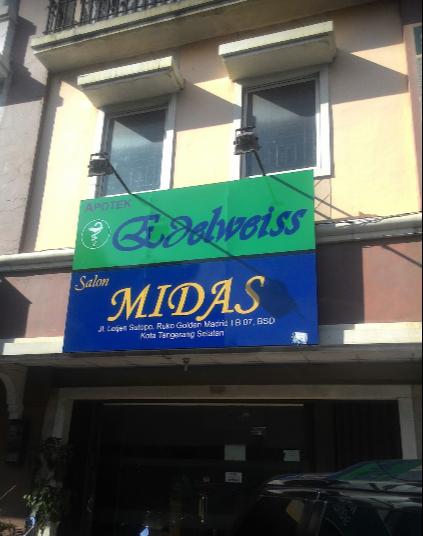 APOTEK
Edelweiss
Salon
MIDAS
Jl. Letjen Sutopo, Ruko Golden Madrid I B 07, BSD
Kota Tangerang Selatan